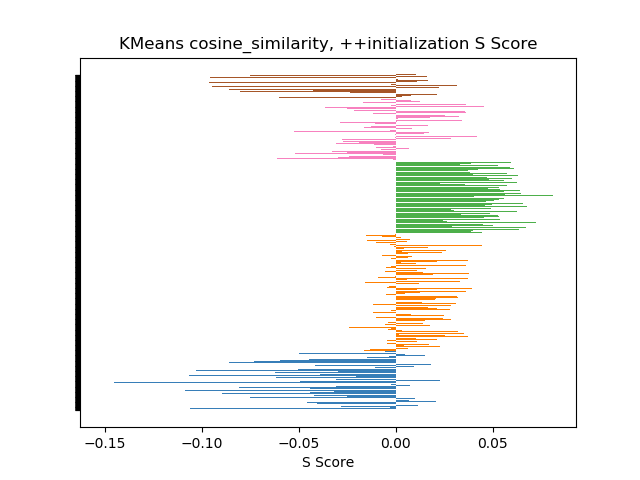 KMeans cosine_similarity, ++initialization S Score
−0.15 −0.10 −0.05 0.00 0.05
S Score